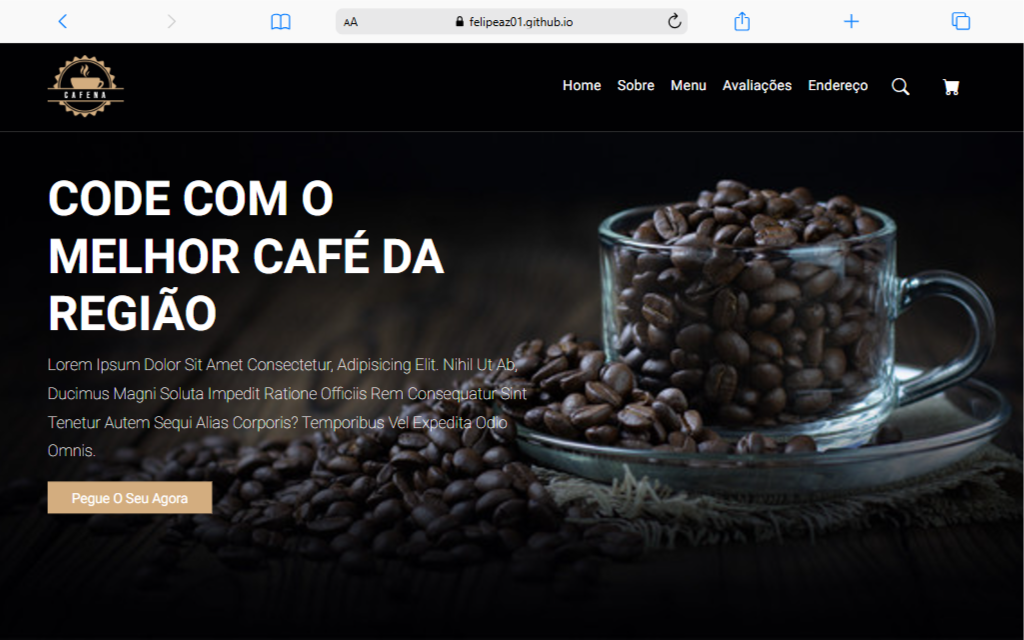 AA felipeaz01.github.io
CAFENA
Home Sobre Menu Avaliações Endereço
CODE COM O
MELHOR CAFÉ DA
REGIÃO
Lorem Ipsum Dolor Sit Amet Consectetur, Adipisicing Elit. Nihil Ut Ab,
Ducimus Magni Soluta Impedit Ratione Officiis Rem Consequatur Sint
Tenetur Autem Sequi Alias Corporis? Temporibus Vel Expedita Odio
Omnis.
Pegue O Seu Agora